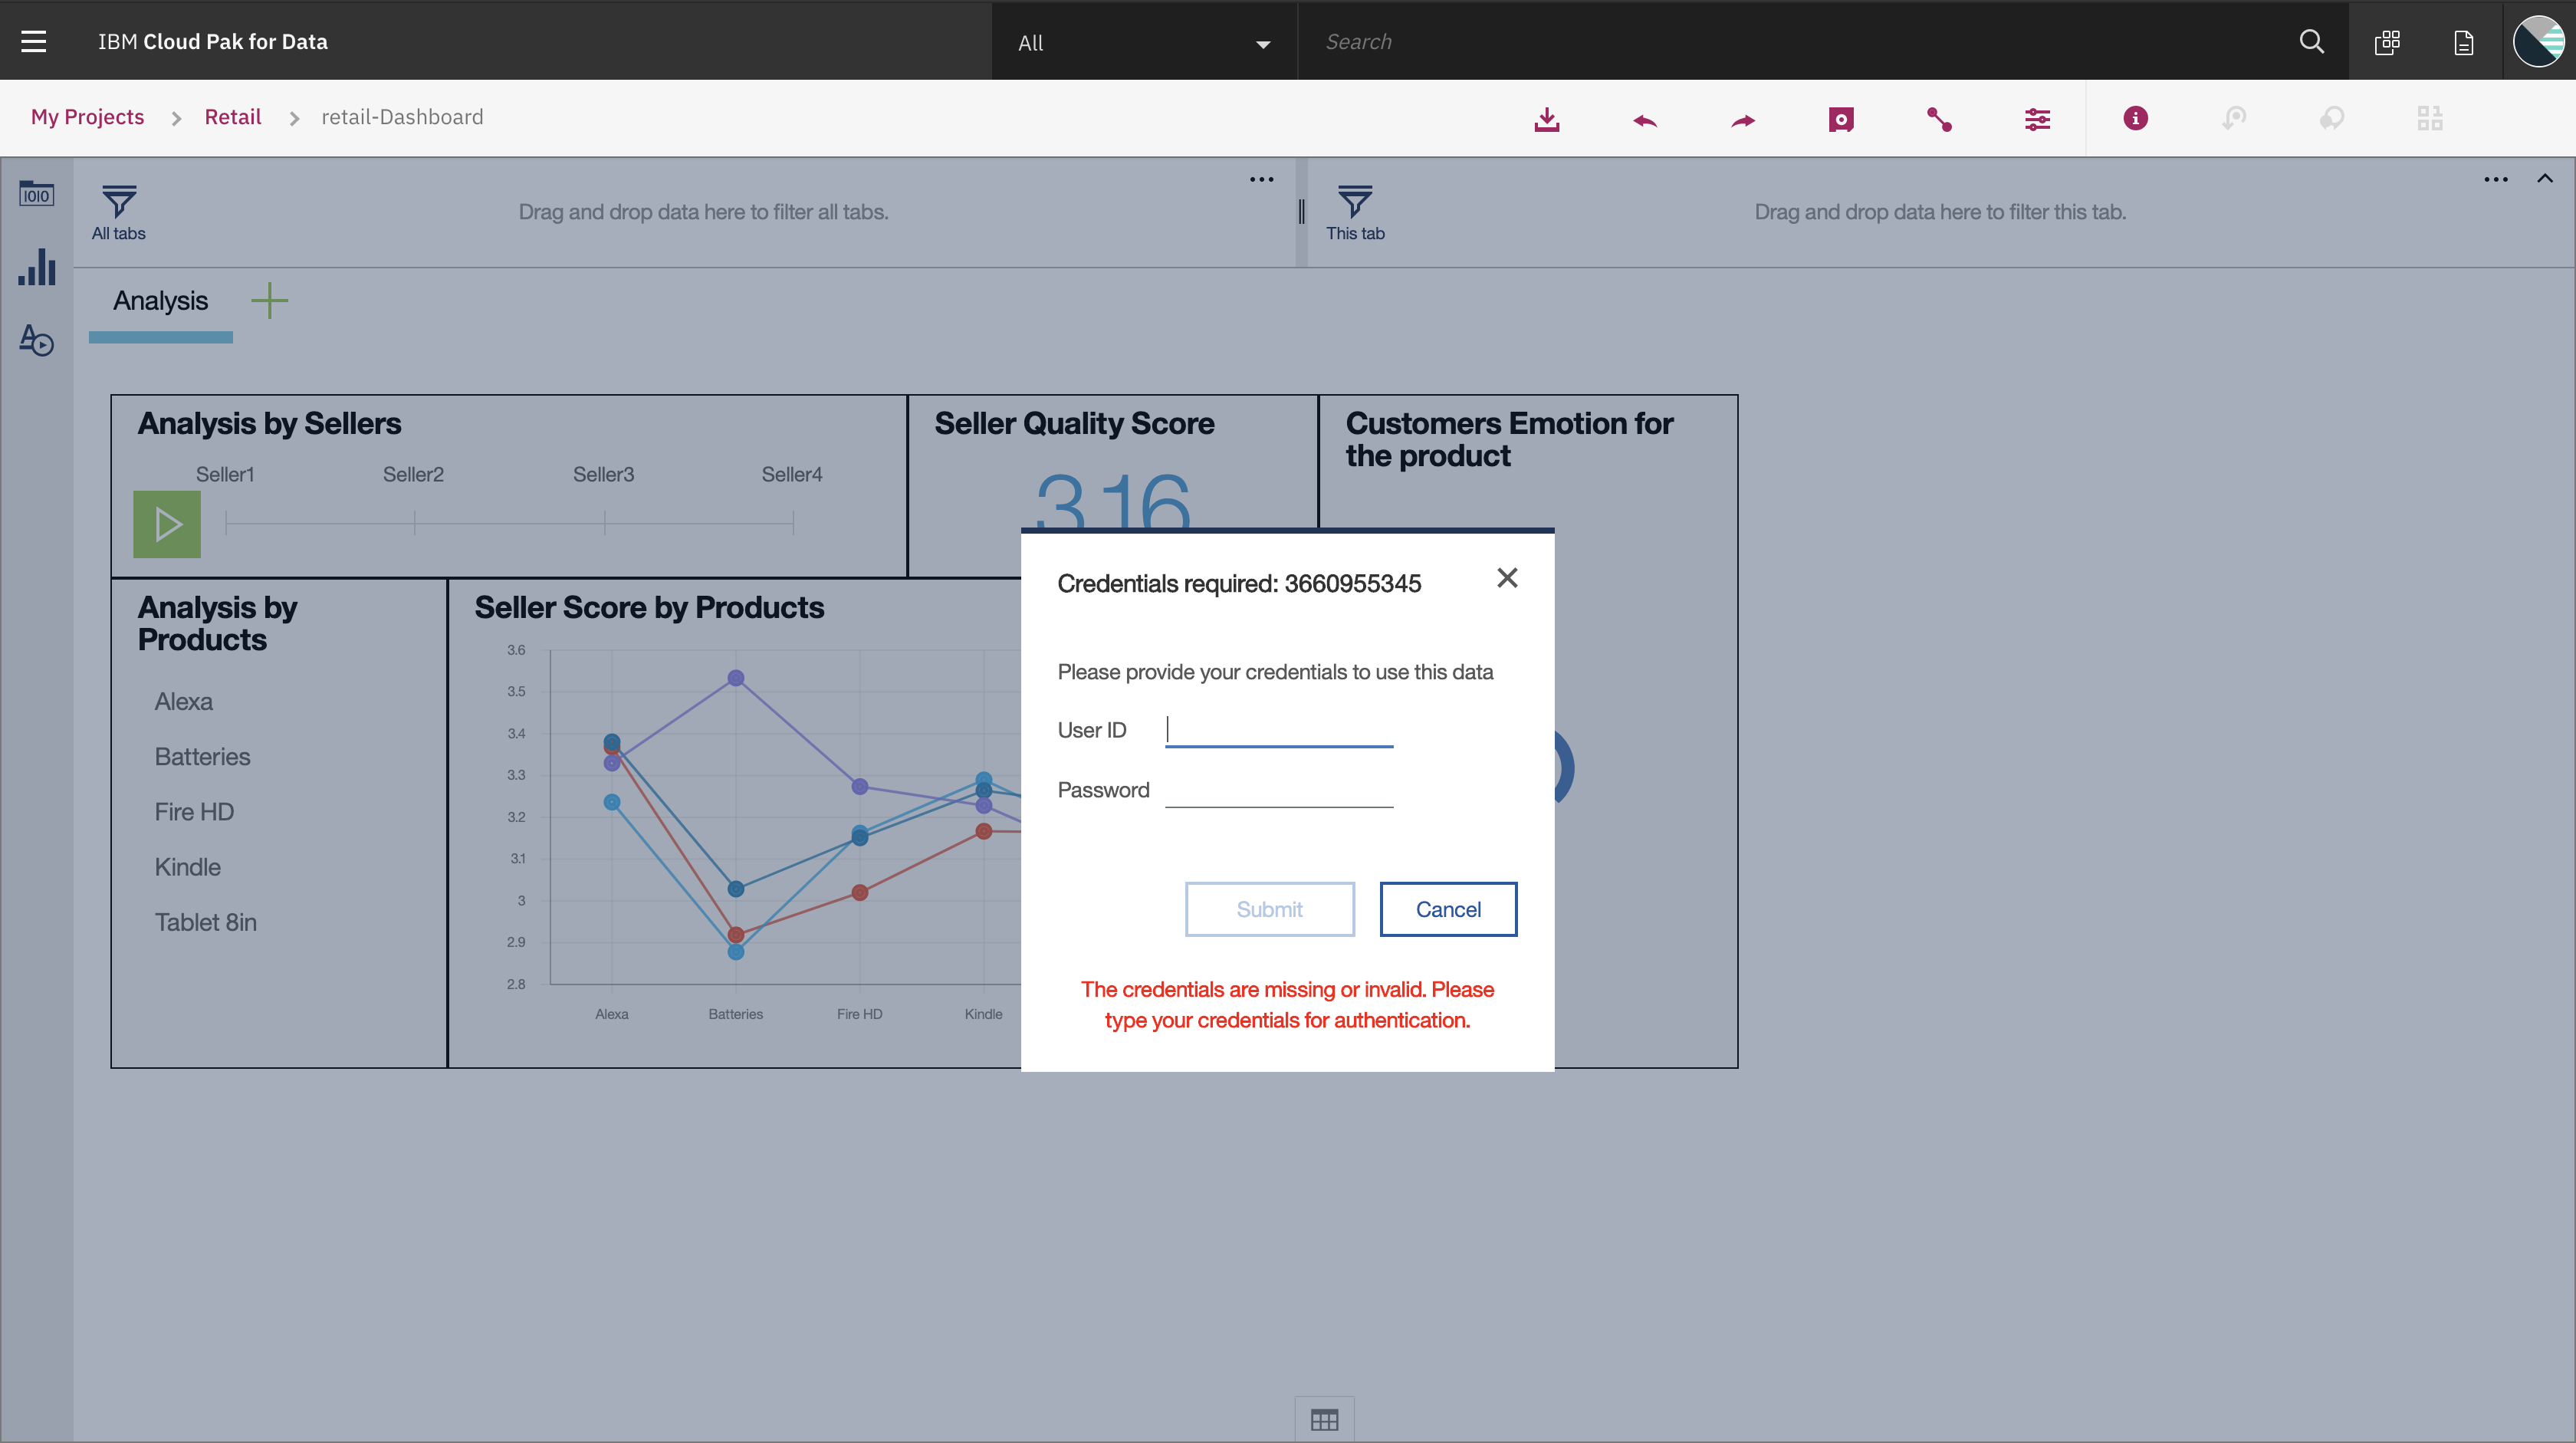 IBM Cloud Pak for Data
All
Search
My Projects > Retail > retail-Dashboard
1010
All tabs
Drag and drop data here to filter all tabs.
This tab
Drag and drop data here to filter this tab.
Analysis
Analysis by Sellers
Seller1 Seller2 Seller3 Seller4
Seller Quality Score
3.16
Customers Emotion for
the product
Analysis by
Products
Alexa
Batteries
Fire HD
Kindle
Tablet 8in
Seller Score by Products
3.6
3.5
3.4
3.3
3.2
3.1
3
2.9
2.8
Alexa Batteries Fire HD Kindle
Credentials required: 3660955345
Please provide your credentials to use this data
User ID
Password
Submit
Cancel
The credentials are missing or invalid. Please
type your credentials for authentication.